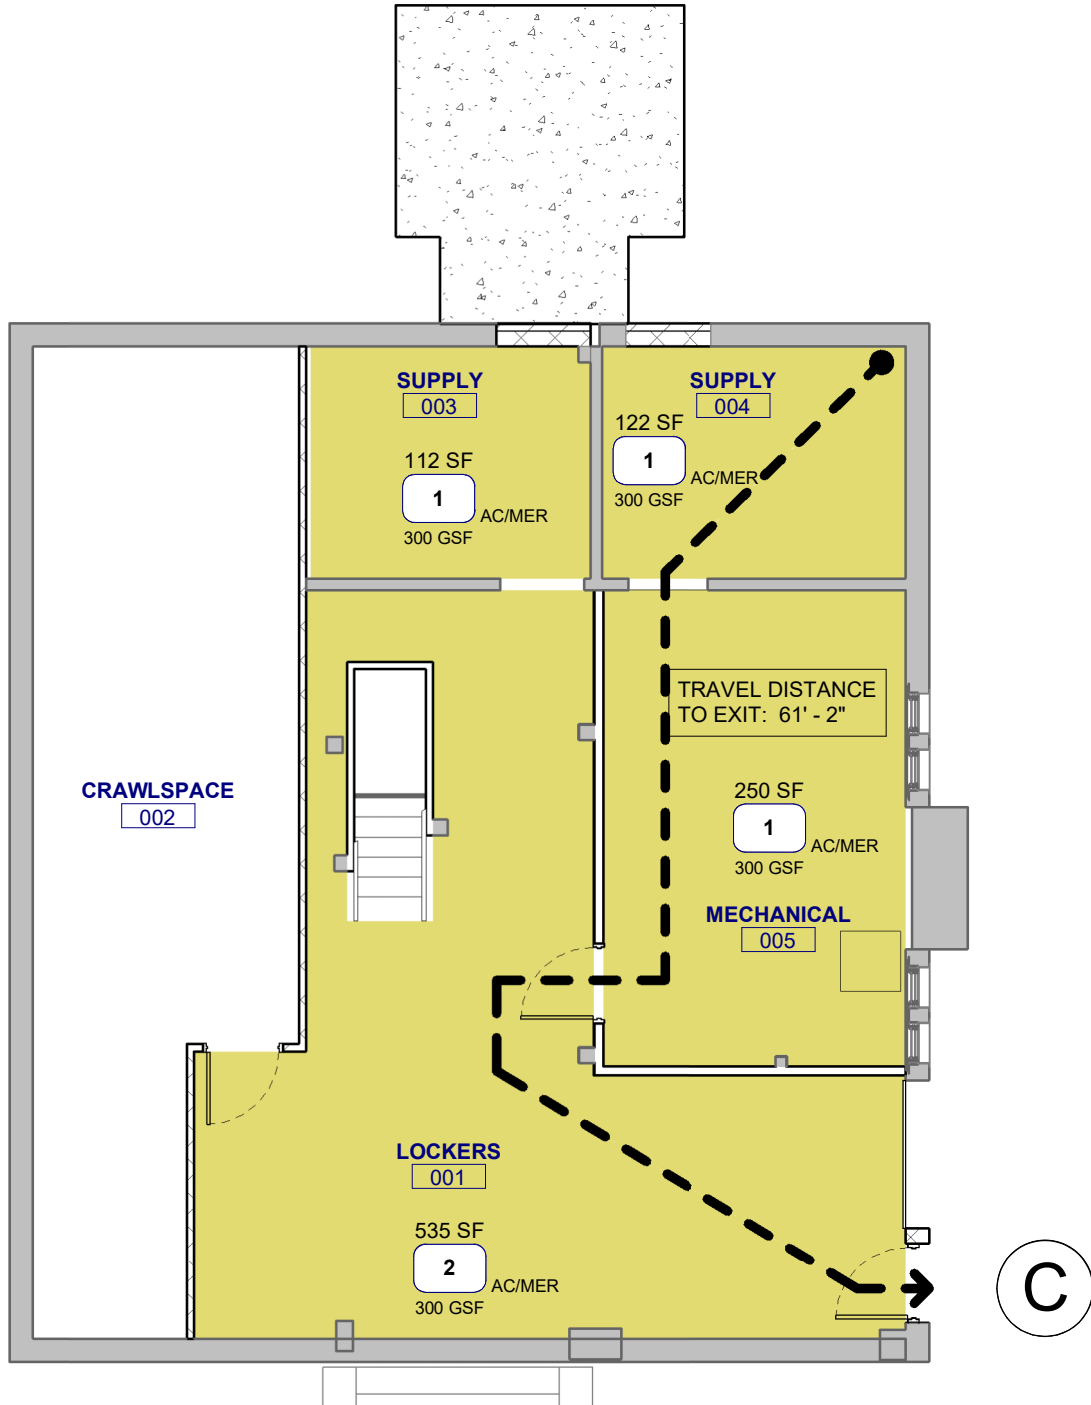 SUPPLY
003
112 SF
1
AC/MER
300 GSF
SUPPLY
004
122 SF
1
AC/MER
300 GSF
TRAVEL DISTANCE
TO EXIT: 61' - 2"
CRAWLSPACE
002
250 SF
1
AC/MER
300 GSF
MECHANICAL
005
LOCKERS
001
535 SF
2
AC/MER
300 GSF
C